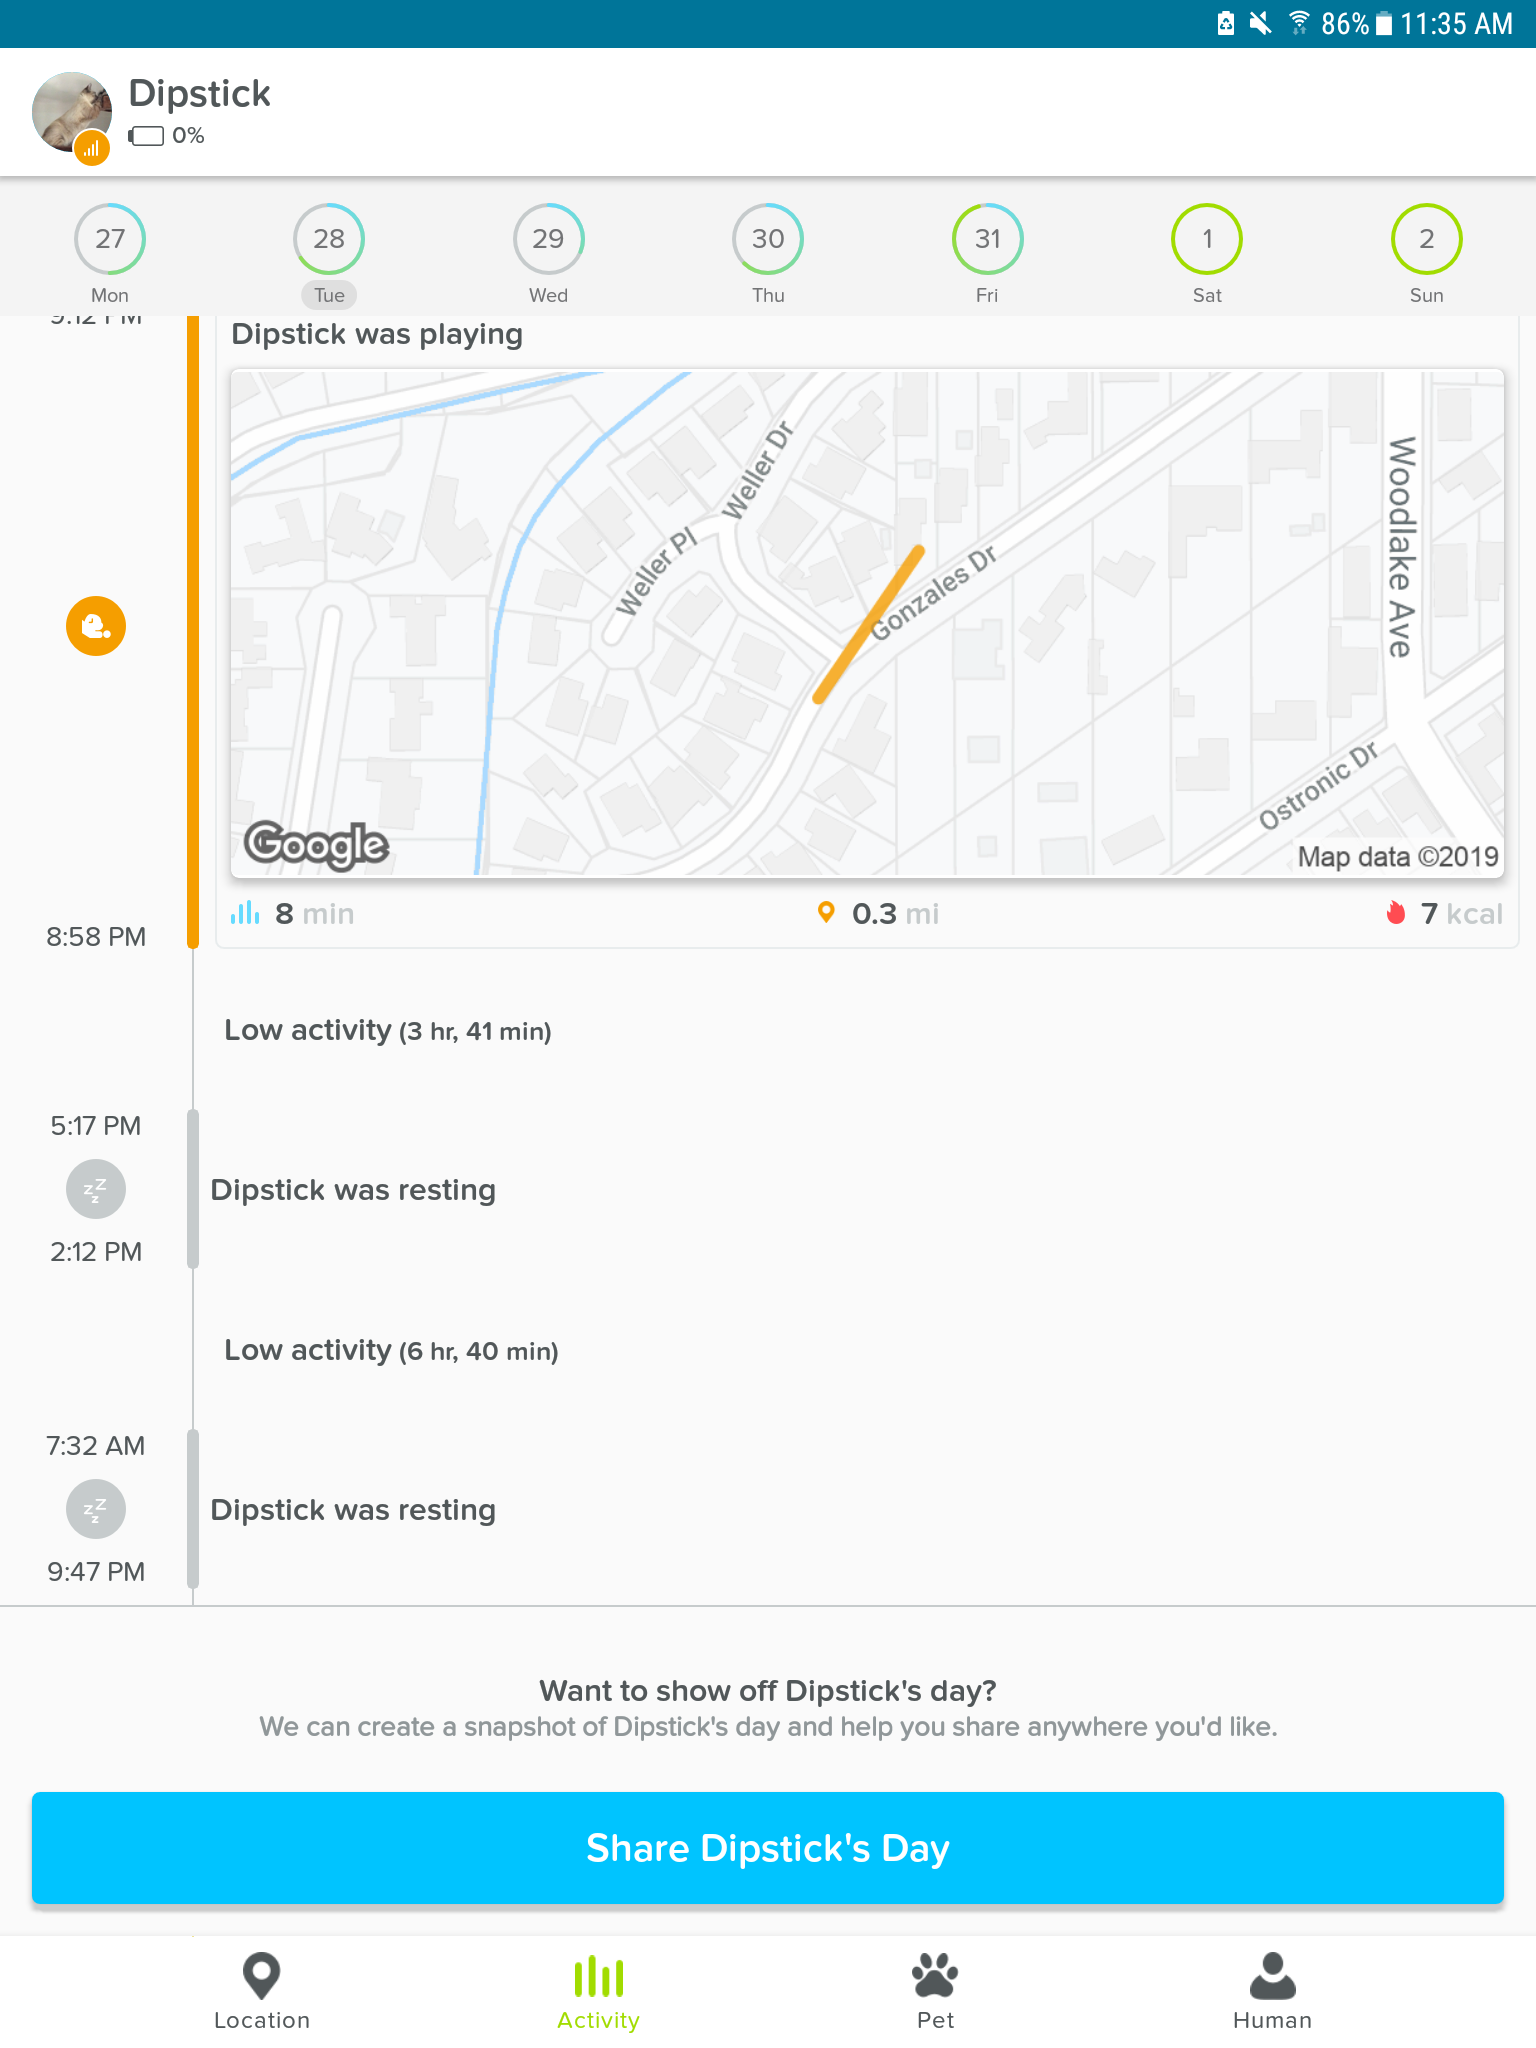 86% 11:35 AM
Dipstick
0%
27 28 29 30 31 1 2
Mon Tue Wed Thu Fri Sat Sun
9:12 PM
Dipstick was playing
Weller Dr
Weller Pl
Gonzales Dr
Woodlake Ave
Ostronic Dr
Google
Map data ©2019
8 min 0.3 mi 7 kcal
8:58 PM
Low activity (3 hr, 41 min)
5:17 PM
zzz
Dipstick was resting
2:12 PM
Low activity (6 hr, 40 min)
7:32 AM
zzz
Dipstick was resting
9:47 PM
Want to show off Dipstick's day?
We can create a snapshot of Dipstick's day and help you share anywhere you'd like.
Share Dipstick's Day
Location Activity Pet Human